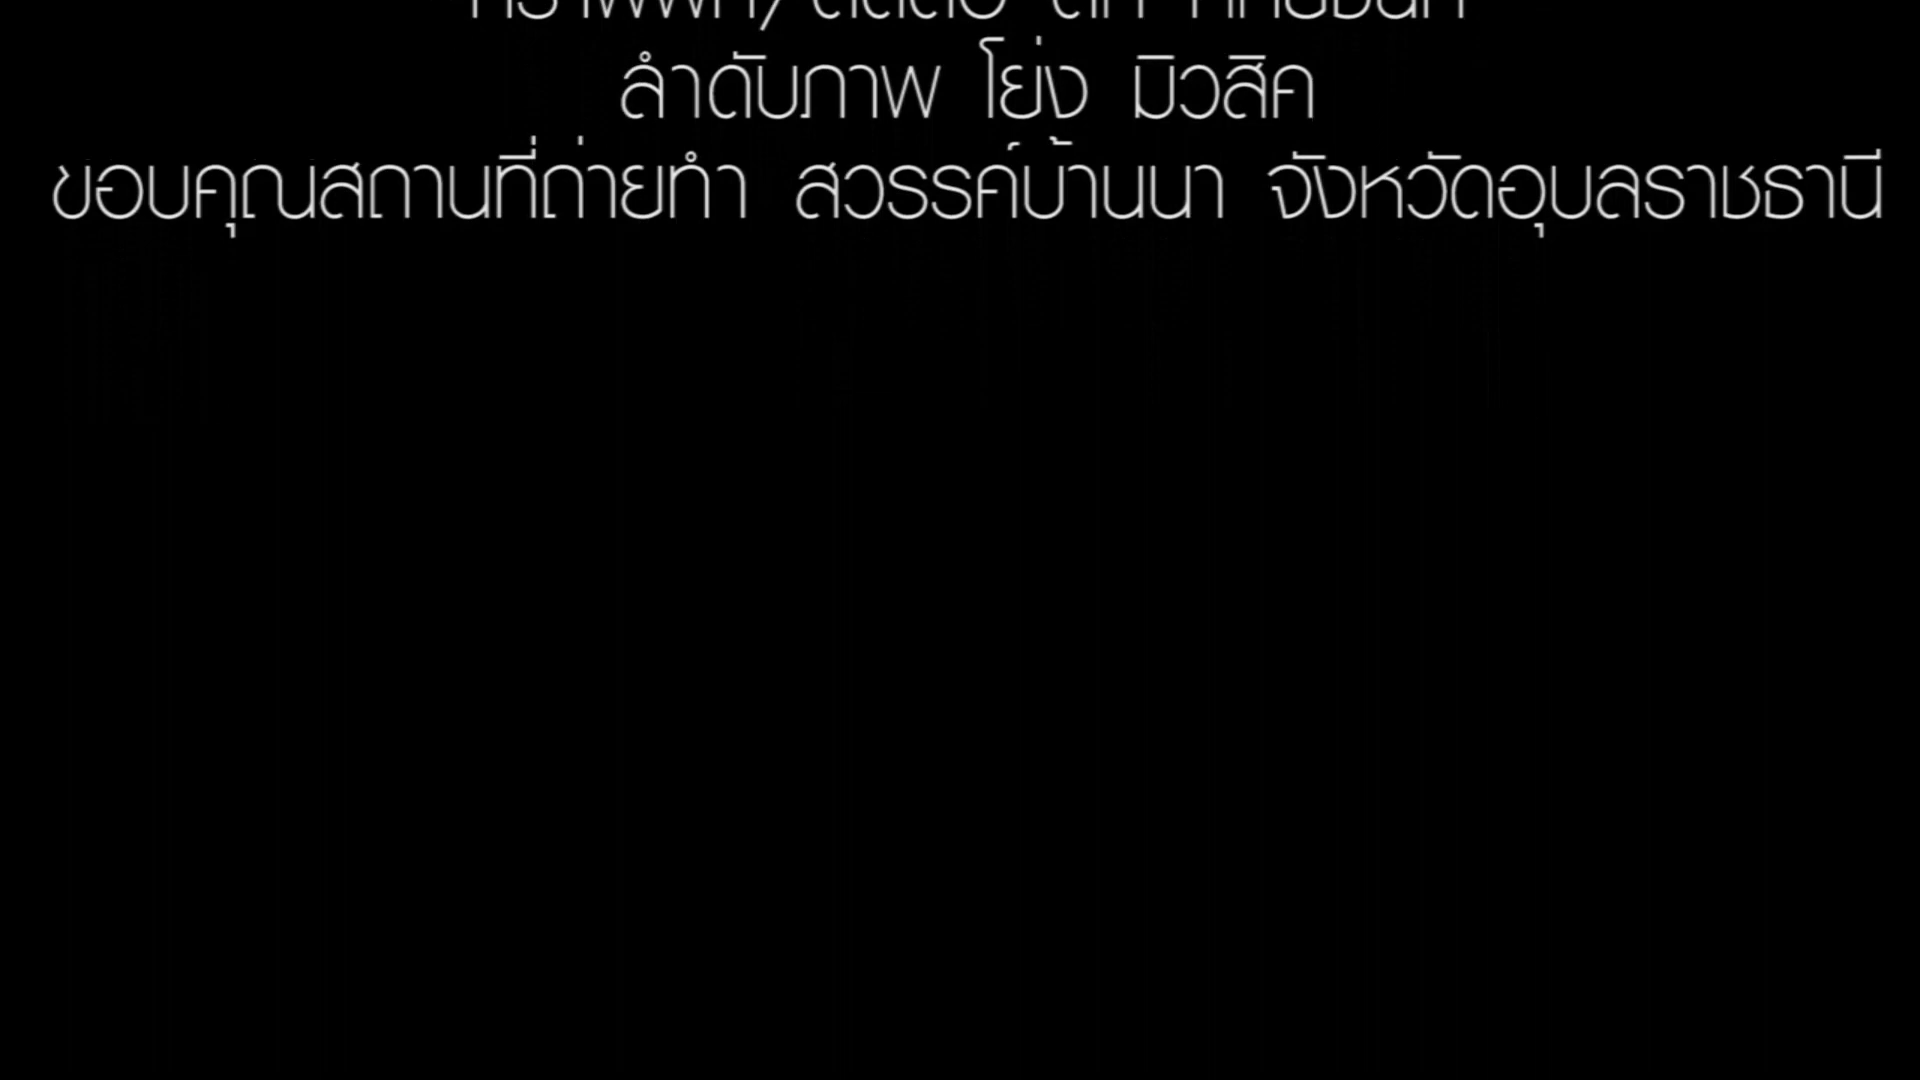 ลำดับภาพ โย่ง มิวสิค
ขอบคุณสถานที่ถ่ายทำ สวรรค์บ้านนา จังหวัดอุบลราชธานี